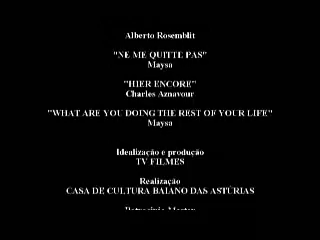 Alberto Rosemblit
"NE ME QUITTE PAS"
Maysa
"HIER ENCORE"
Charles Aznavour
"WHAT ARE YOU DOING THE REST OF YOUR LIFE"
Maysa
Idealização e produção
TV FILMES
Realização
CASA DE CULTURA BAIANO DAS ASTÚRIAS